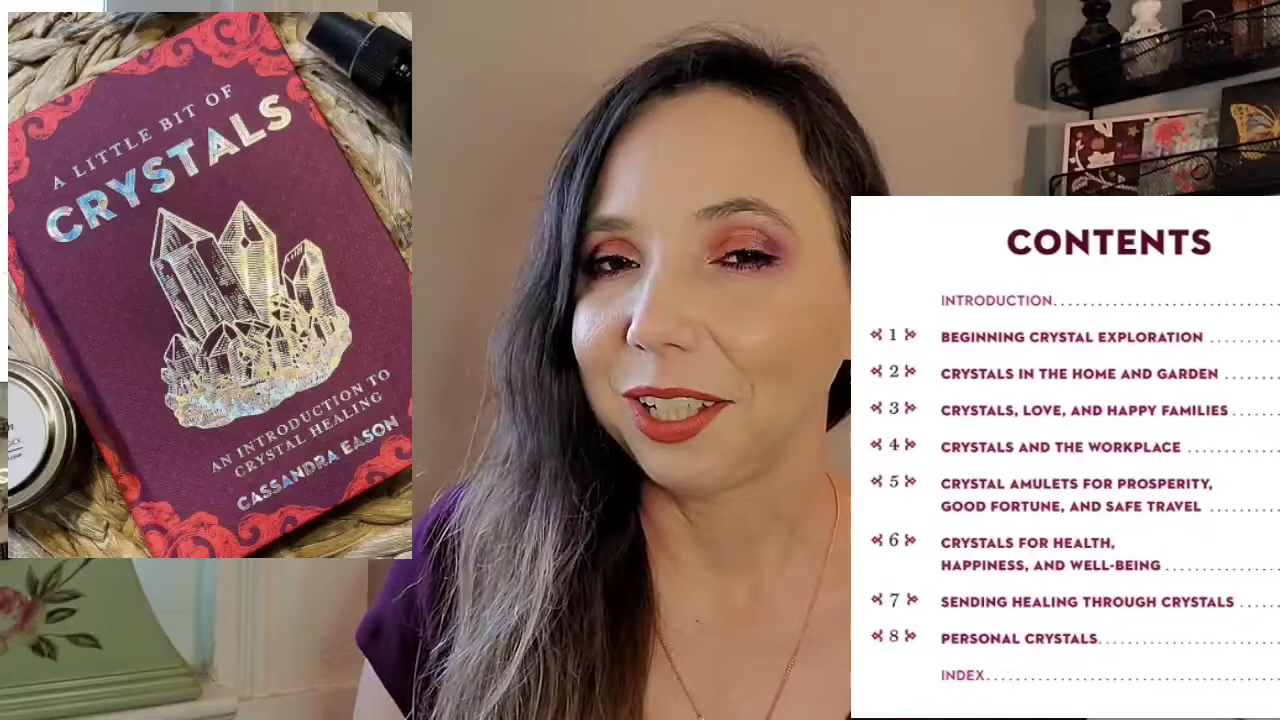 A LITTLE BIT OF
CRYSTALS
AN INTRODUCTION TO
CRYSTAL HEALING
CASSANDRA EASON
CONTENTS
INTRODUCTION
1 BEGINNING CRYSTAL EXPLORATION
2 CRYSTALS IN THE HOME AND GARDEN
3 CRYSTALS, LOVE, AND HAPPY FAMILIES
4 CRYSTALS AND THE WORKPLACE
5 CRYSTAL AMULETS FOR PROSPERITY,
GOOD FORTUNE, AND SAFE TRAVEL
6 CRYSTALS FOR HEALTH,
HAPPINESS, AND WELL-BEING
7 SENDING HEALING THROUGH CRYSTALS
8 PERSONAL CRYSTALS
INDEX